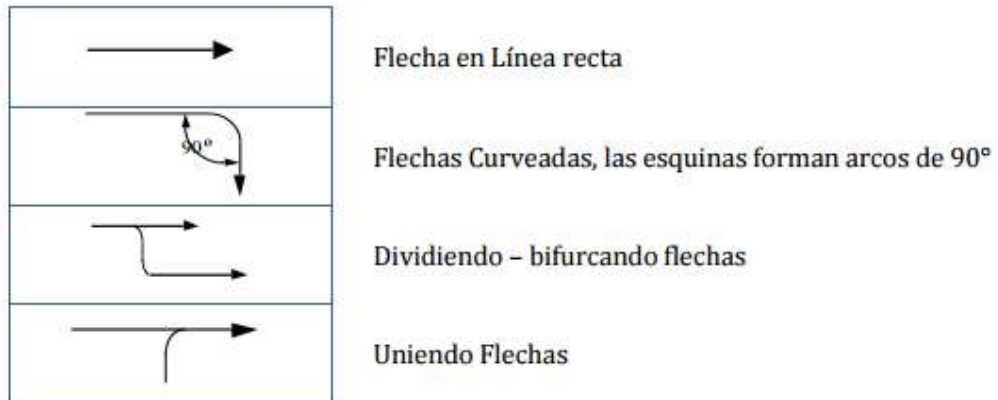 Flecha en Línea recta
90°
Flechas Curveadas, las esquinas forman arcos de 90°
Dividiendo – bifurcando flechas
Uniendo Flechas